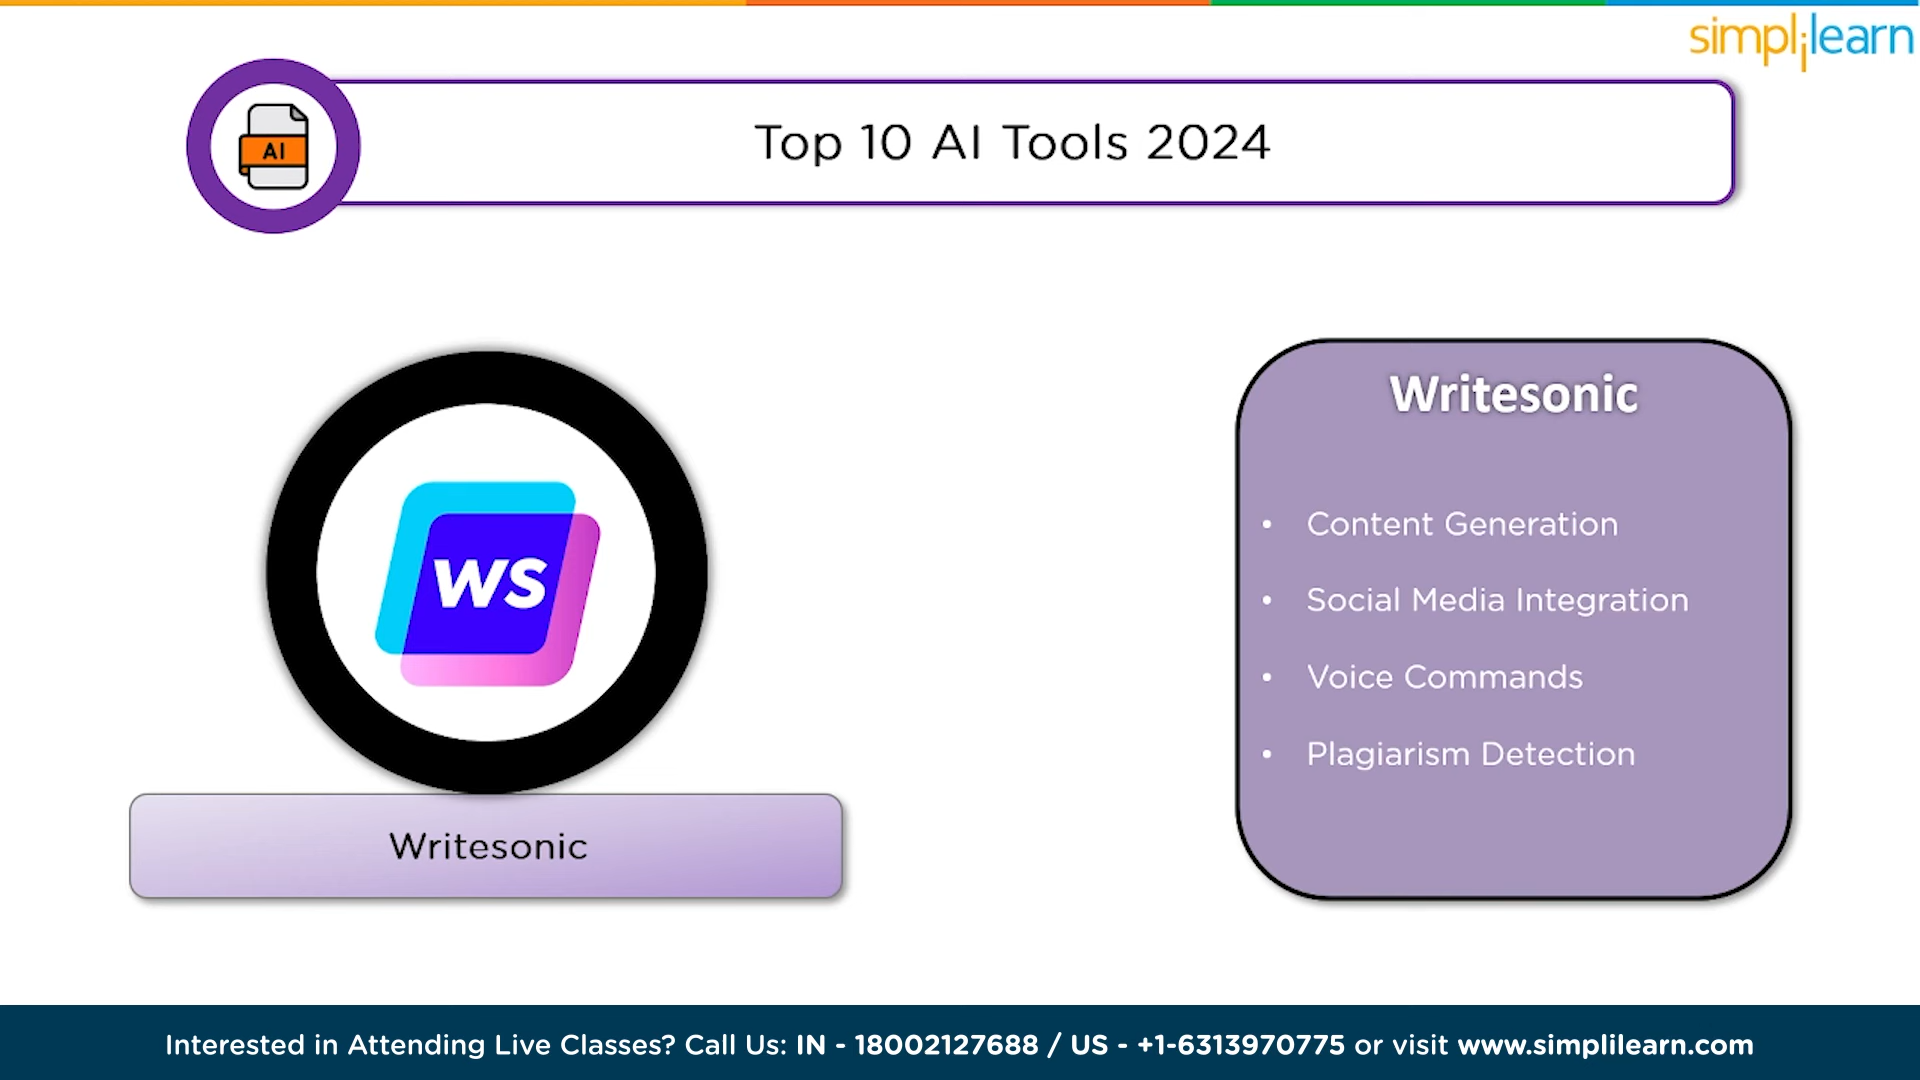 simplilearn
AI
Top 10 AI Tools 2024
WS
Writesonic
Writesonic
• Content Generation
• Social Media Integration
• Voice Commands
• Plagiarism Detection
Interested in Attending Live Classes? Call Us: IN - 18002127688 / US - +1-6313970775 or visit www.simplilearn.com